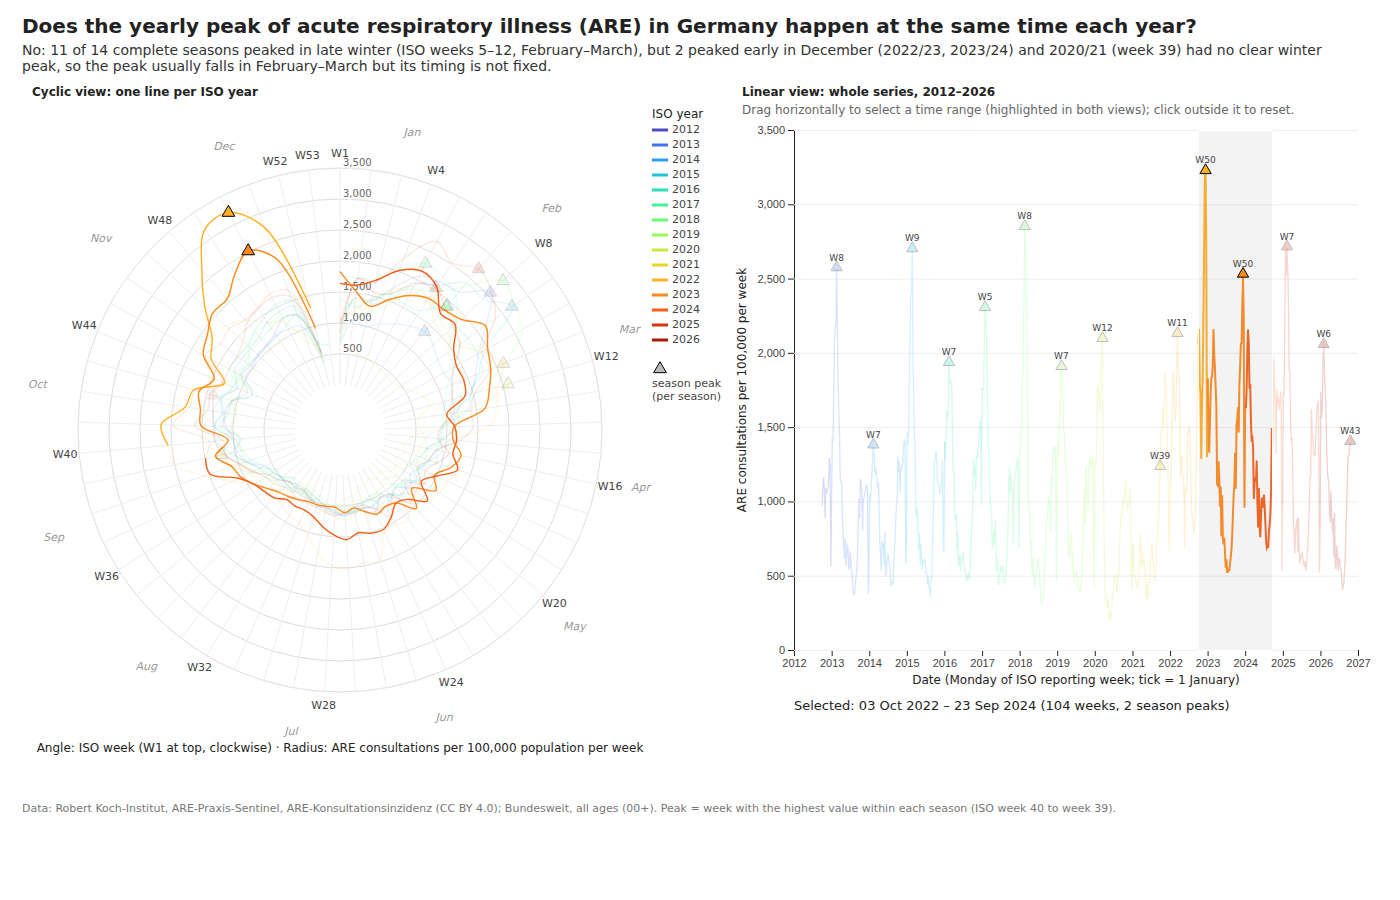 Does the yearly peak of acute respiratory illness (ARE) in Germany happen at the same time each year?
No: 11 of 14 complete seasons peaked in late winter (ISO weeks 5–12, February–March), but 2 peaked early in December (2022/23, 2023/24) and 2020/21 (week 39) had no clear winter
peak, so the peak usually falls in February–March but its timing is not fixed.
Cyclic view: one line per ISO year
Jan
Feb
Mar
Apr
May
Jun
Jul
Aug
Sep
Oct
Nov
Dec
W1
W4
W8
W12
W16
W20
W24
W28
W32
W36
W40
W44
W48
W52
W53
3,500
3,000
2,500
2,000
1,500
1,000
500
Angle: ISO week (W1 at top, clockwise) · Radius: ARE consultations per 100,000 population per week
ISO year
2012
2013
2014
2015
2016
2017
2018
2019
2020
2021
2022
2023
2024
2025
2026
season peak
(per season)
Linear view: whole series, 2012–2026
Drag horizontally to select a time range (highlighted in both views); click outside it to reset.
ARE consultations per 100,000 per week
3,500
3,000
2,500
2,000
1,500
1,000
500
0
W8
W7
W9
W7
W5
W8
W7
W12
W39
W11
W50
W50
W7
W6
W43
2012
2013
2014
2015
2016
2017
2018
2019
2020
2021
2022
2023
2024
2025
2026
2027
Date (Monday of ISO reporting week; tick = 1 January)
Selected: 03 Oct 2022 – 23 Sep 2024 (104 weeks, 2 season peaks)
Data: Robert Koch-Institut, ARE-Praxis-Sentinel, ARE-Konsultationsinzidenz (CC BY 4.0); Bundesweit, all ages (00+). Peak = week with the highest value within each season (ISO week 40 to week 39).